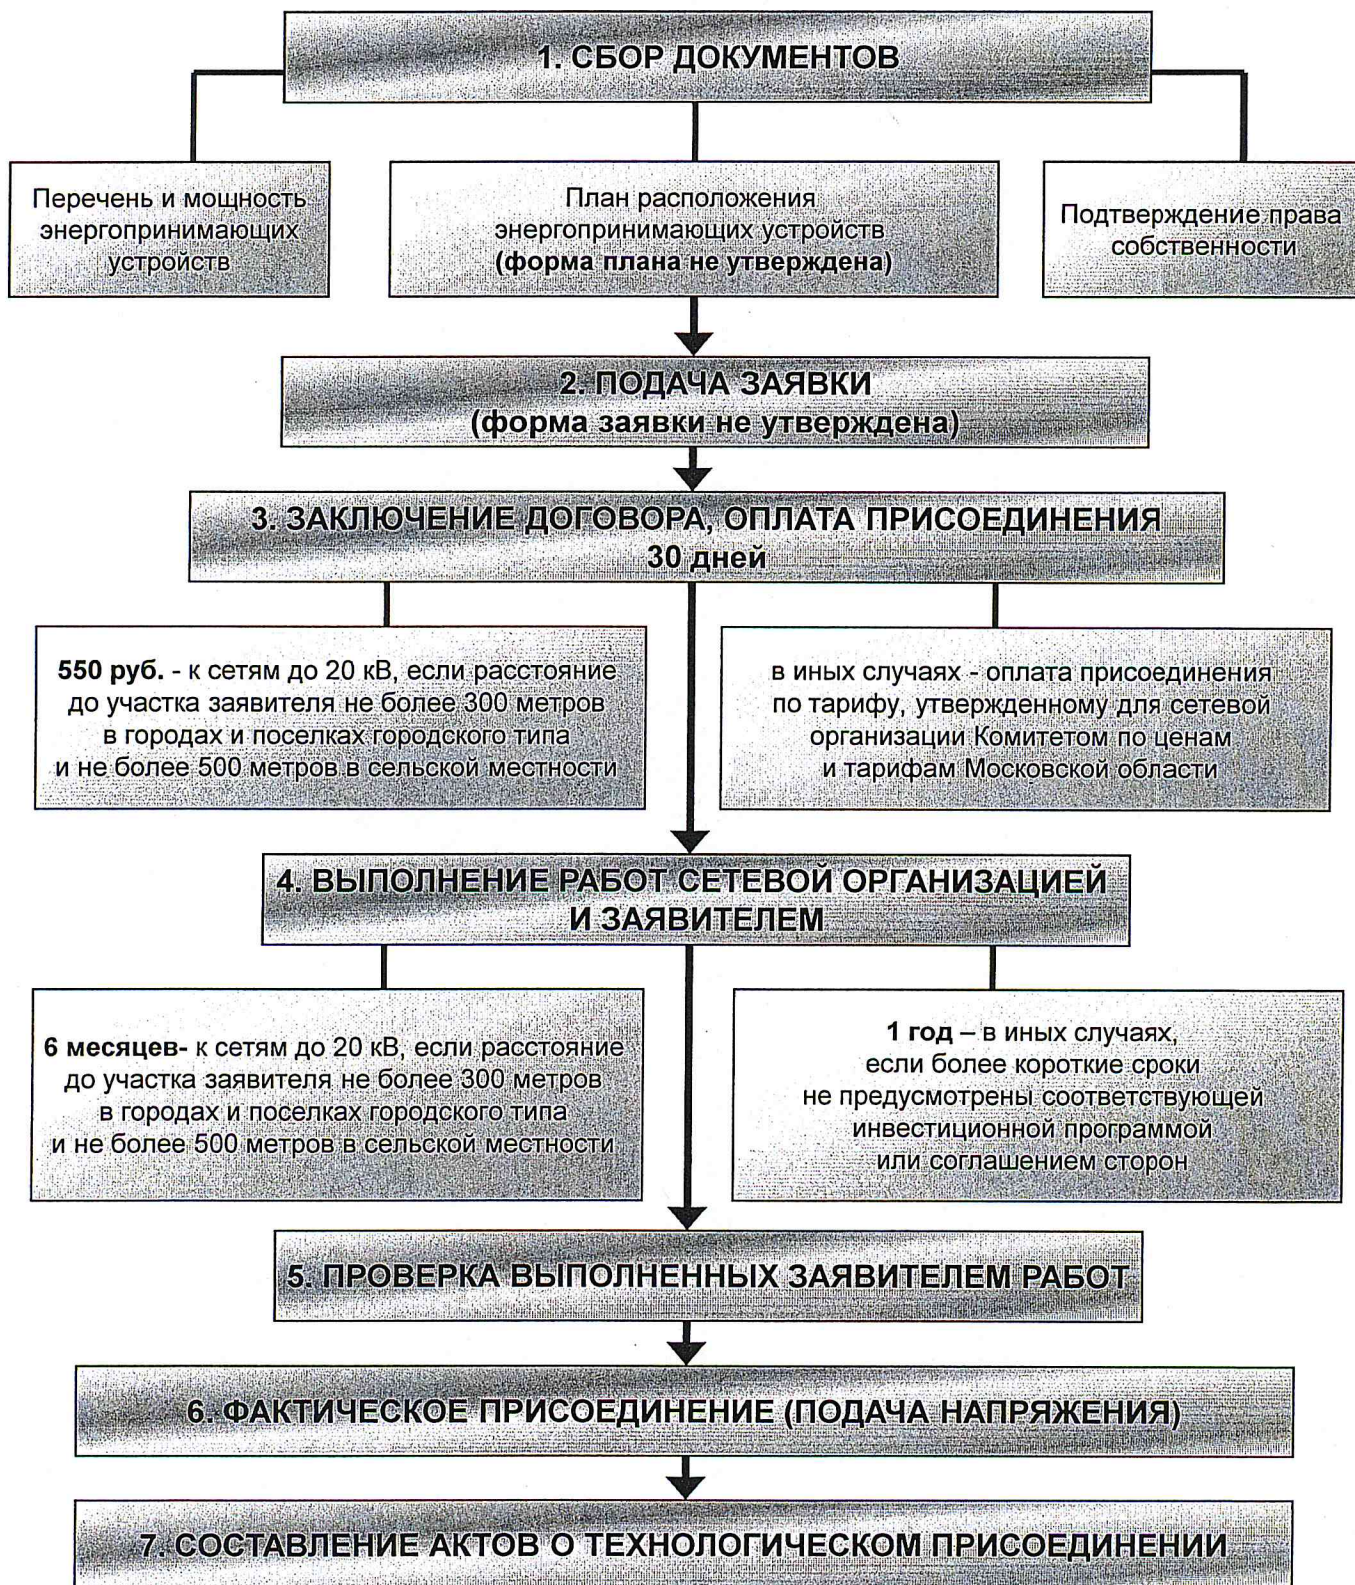 1. СБОР ДОКУМЕНТОВ
Перечень и мощность
энергопринимающих
устройств
План расположения
энергопринимающих устройств
(форма плана не утверждена)
Подтверждение права
собственности
2. ПОДАЧА ЗАЯВКИ
(форма заявки не утверждена)
3. ЗАКЛЮЧЕНИЕ ДОГОВОРА, ОПЛАТА ПРИСОЕДИНЕНИЯ
30 дней
550 руб. - к сетям до 20 кВ, если расстояние
до участка заявителя не более 300 метров
в городах и поселках городского типа
и не более 500 метров в сельской местности
в иных случаях - оплата присоединения
по тарифу, утвержденному для сетевой
организации Комитетом по ценам
и тарифам Московской области
4. ВЫПОЛНЕНИЕ РАБОТ СЕТЕВОЙ ОРГАНИЗАЦИЕЙ
И ЗАЯВИТЕЛЕМ
6 месяцев- к сетям до 20 кВ, если расстояние
до участка заявителя не более 300 метров
в городах и поселках городского типа
и не более 500 метров в сельской местности
1 год – в иных случаях,
если более короткие сроки
не предусмотрены соответствующей
инвестиционной программой
или соглашением сторон
5. ПРОВЕРКА ВЫПОЛНЕННЫХ ЗАЯВИТЕЛЕМ РАБОТ
6. ФАКТИЧЕСКОЕ ПРИСОЕДИНЕНИЕ (ПОДАЧА НАПРЯЖЕНИЯ)
7. СОСТАВЛЕНИЕ АКТОВ О ТЕХНОЛОГИЧЕСКОМ ПРИСОЕДИНЕНИИ